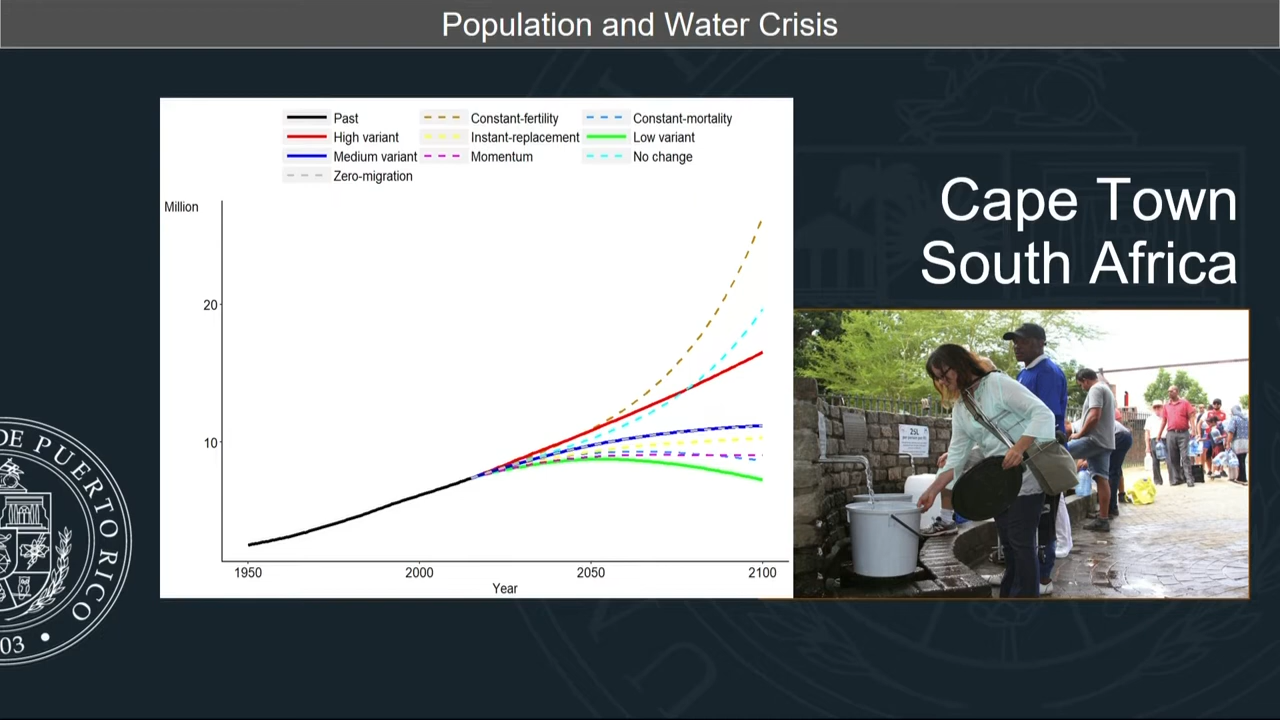 Population and Water Crisis
Past
Constant-fertility
Constant-mortality
High variant
Instant-replacement
Low variant
Medium variant
Momentum
No change
Zero-migration
Million
20
10
1950
2000
2050
2100
Year
Cape Town
South Africa
25L
DE PUERTO RICO
03 •